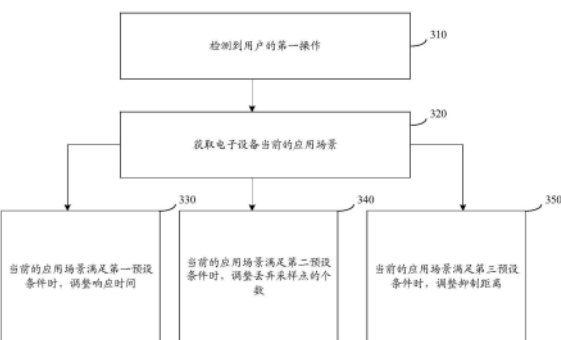 检测到用户的第一操作
310
获取电子设备当前的应用场景
320
当前的应用场景满足第一预设
条件时，调整响应时间
330
当前的应用场景满足第二预设
条件时，调整丢弃采样点的个
数
340
当前的应用场景满足第三预设
条件时，调整抑制距离
350